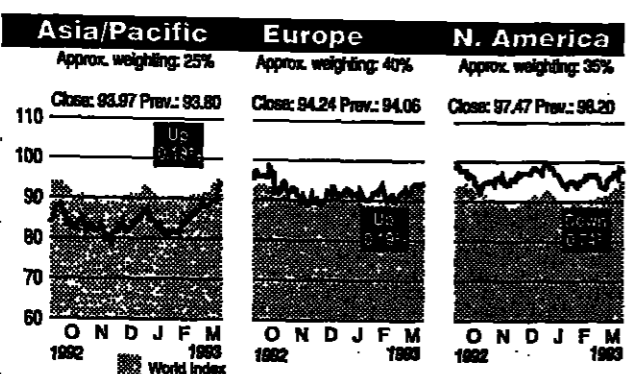 Asia/Pacific Europe N. America
Approx. weighting: 25% Approx. weighting: 40% Approx. weighting: 35%
Close: 93.97 Prev.: 93.80 Close: 94.24 Prev.: 94.06 Close: 97.47 Prev.: 98.20
110
Up
100
90
Up Down
80
70
60
O N D J F M O N D J F M O N D J F M
1992 1993 1992 1993 1992 1993
World Index